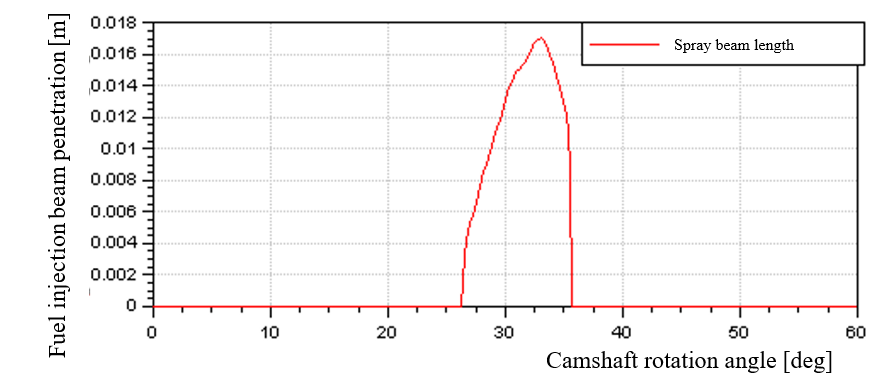 Fuel injection beam penetration [m]
0.018
0.016
0.014
0.012
0.01
0.008
0.006
0.004
0.002
0
Spray beam length
0 10 20 30 40 50 60
Camshaft rotation angle [deg]